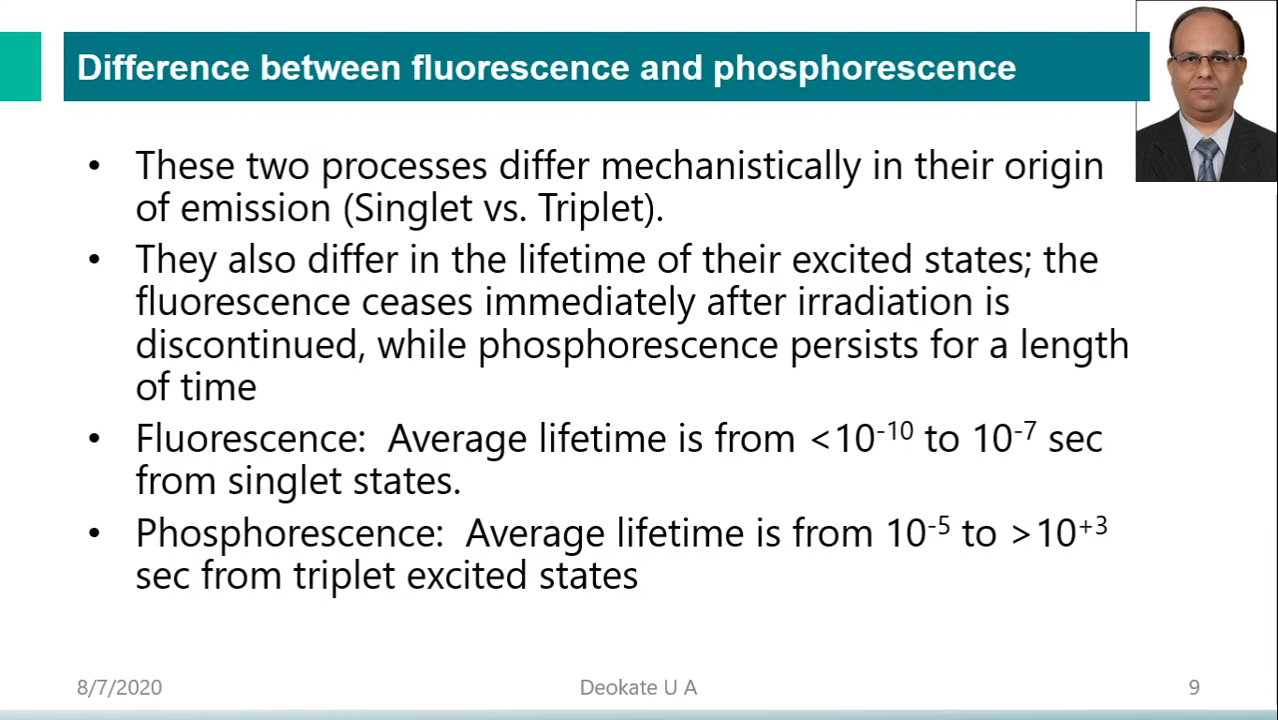 Difference between fluorescence and phosphorescence
• These two processes differ mechanistically in their origin
of emission (Singlet vs. Triplet).
• They also differ in the lifetime of their excited states; the
fluorescence ceases immediately after irradiation is
discontinued, while phosphorescence persists for a length
of time
• Fluorescence:  Average lifetime is from <10⁻¹⁰ to 10⁻⁷ sec
from singlet states.
• Phosphorescence:  Average lifetime is from 10⁻⁵ to >10⁺³
sec from triplet excited states
8/7/2020
Deokate U A
9